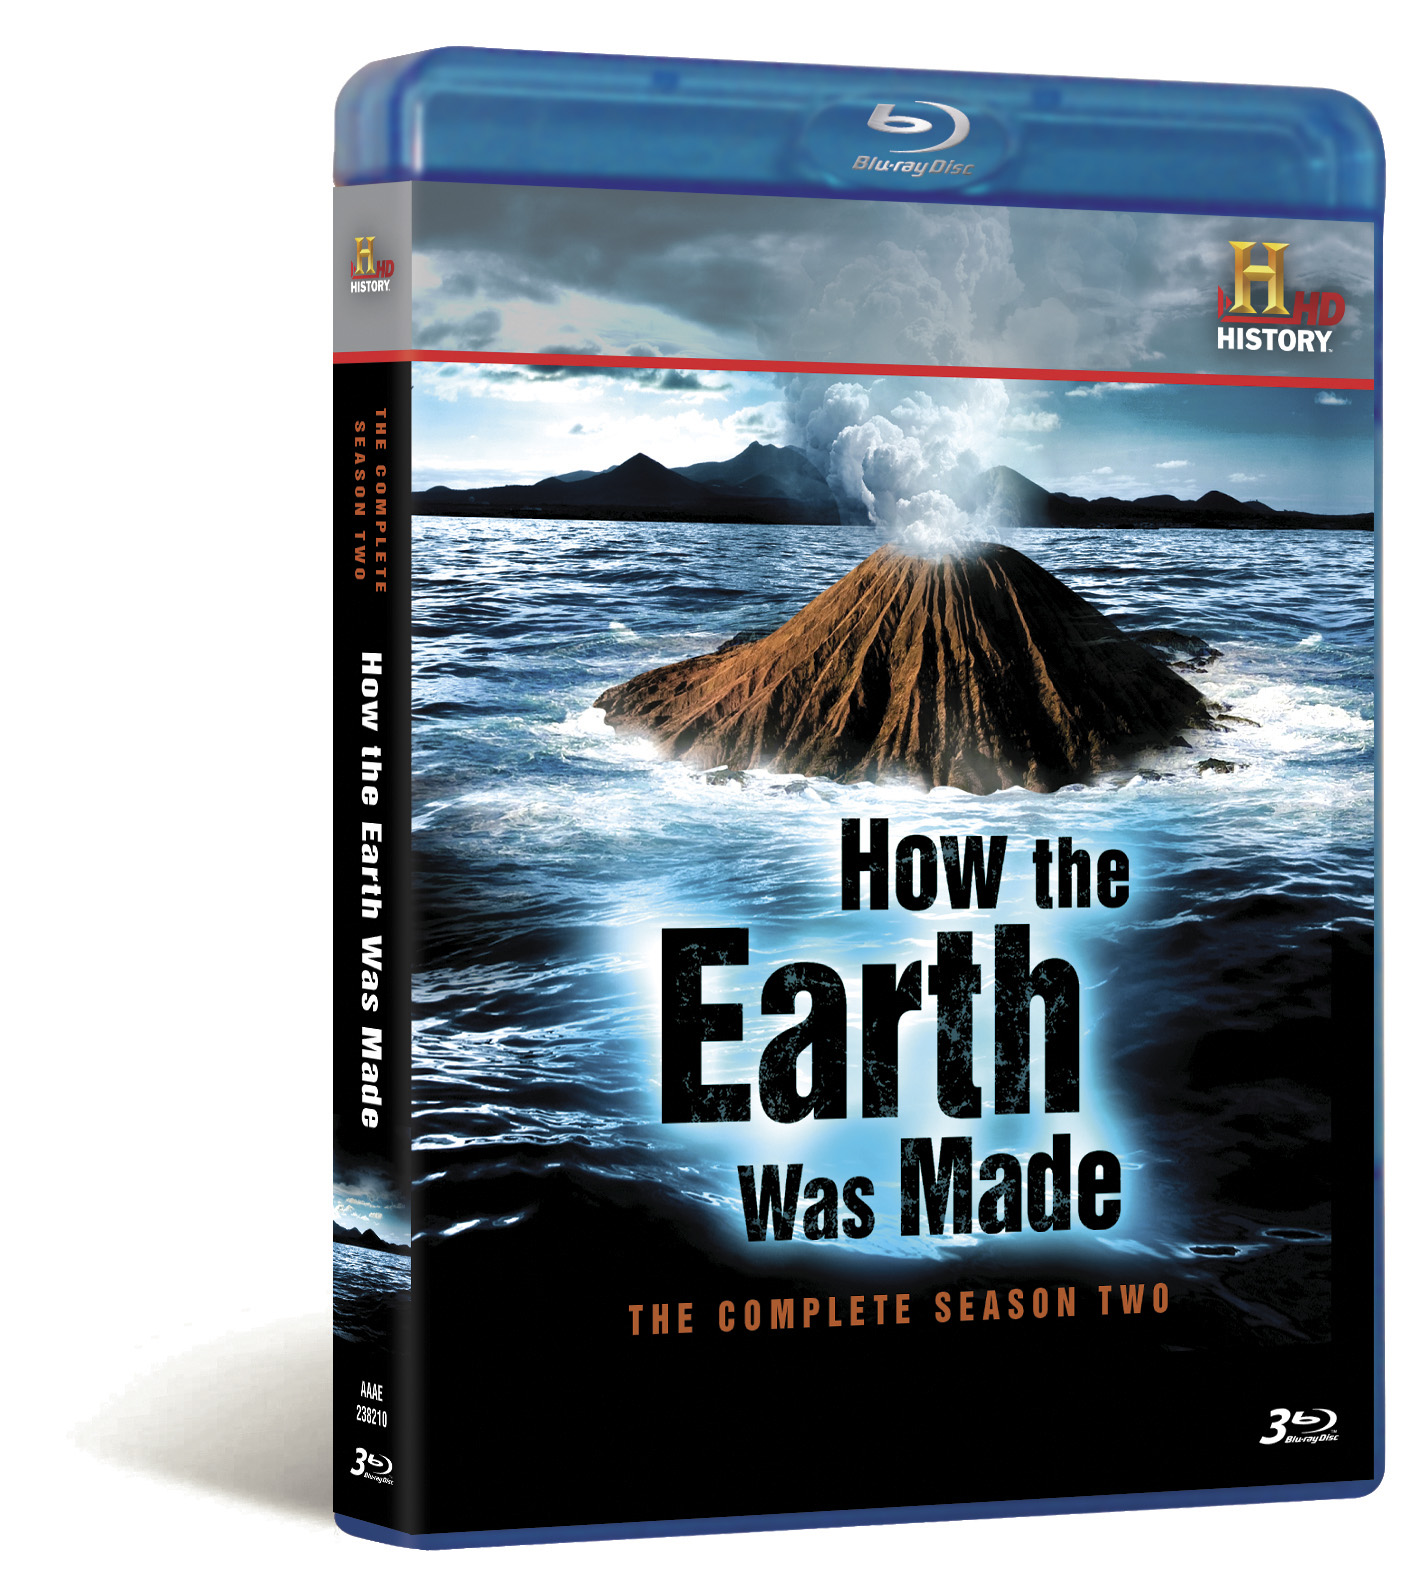 Blu-ray Disc
H HD
HISTORY
How the
Earth
Was Made
THE COMPLETE SEASON TWO
3 Blu-ray Disc
H HD
HISTORY
THE COMPLETE
SEASON TWO
How the Earth Was Made
AAAE
238210
3 Blu-ray Disc